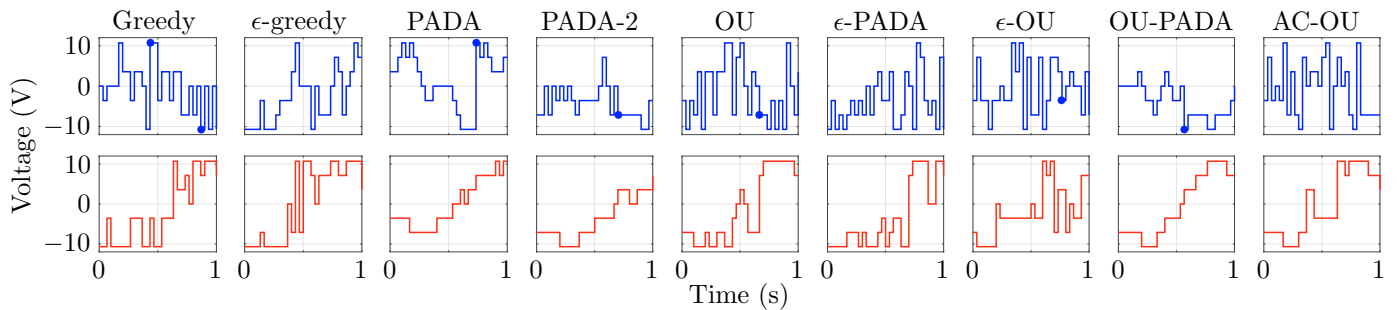 Greedy ϵ-greedy PADA PADA-2 OU ϵ-PADA ϵ-OU OU-PADA AC-OU
10
0
−10
10
0
−10
Voltage (V)
0 1 0 1 0 1 0 1 0 1 0 1 0 1 0 1 0 1
Time (s)